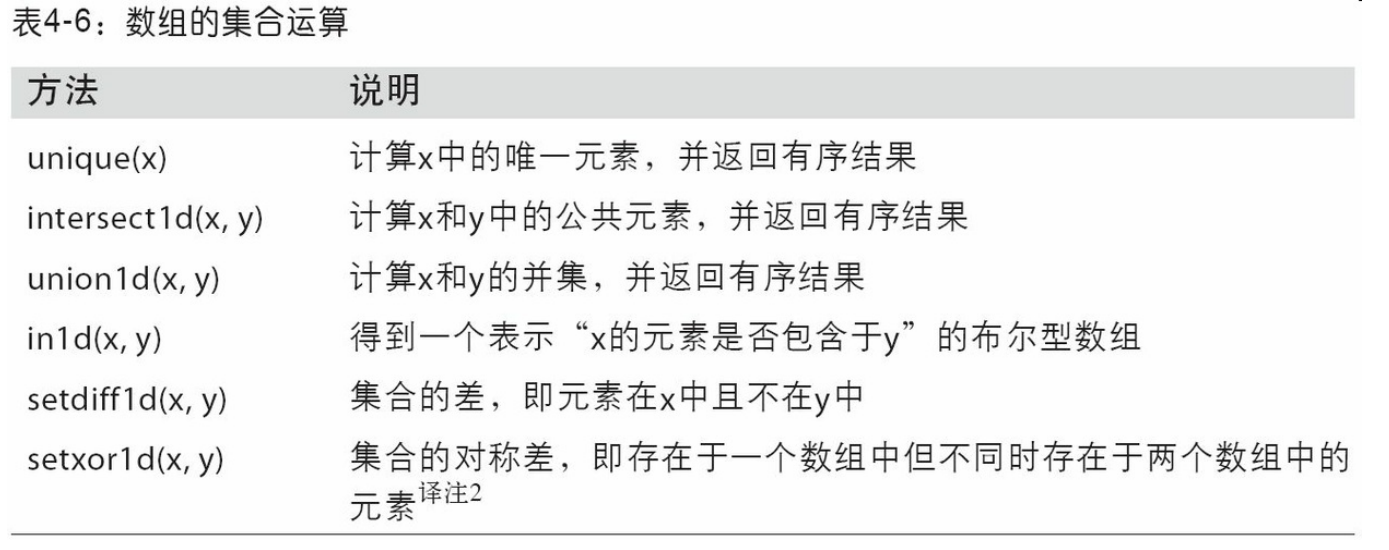 表4-6：数组的集合运算
方法 说明
unique(x) 计算x中的唯一元素，并返回有序结果
intersect1d(x, y) 计算x和y中的公共元素，并返回有序结果
union1d(x, y) 计算x和y的并集，并返回有序结果
in1d(x, y) 得到一个表示“x的元素是否包含于y”的布尔型数组
setdiff1d(x, y) 集合的差，即元素在x中且不在y中
setxor1d(x, y) 集合的对称差，即存在于一个数组中但不同时存在于两个数组中的
元素译注2